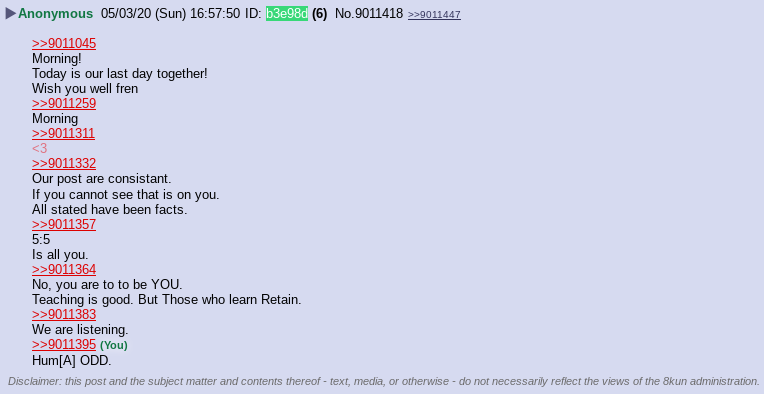 ▶Anonymous 05/03/20 (Sun) 16:57:50 ID: b3e98d (6) No.9011418 >>9011447
>>9011045
Morning!
Today is our last day together!
Wish you well fren
>>9011259
Morning
>>9011311
<3
>>9011332
Our post are consistant.
If you cannot see that is on you.
All stated have been facts.
>>9011357
5:5
Is all you.
>>9011364
No, you are to to be YOU.
Teaching is good. But Those who learn Retain.
>>9011383
We are listening.
>>9011395 (You)
Hum[A] ODD.
Disclaimer: this post and the subject matter and contents thereof - text, media, or otherwise - do not necessarily reflect the views of the 8kun administration.